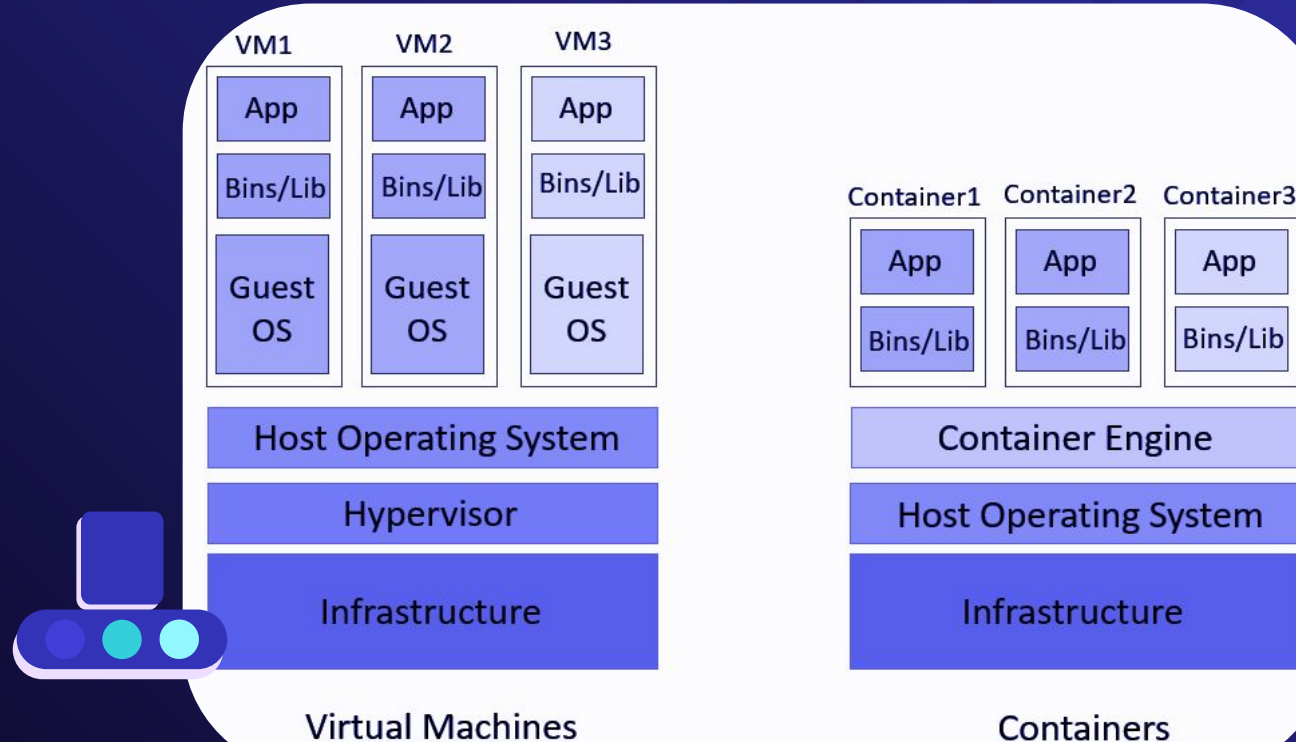 VM1
App
Bins/Lib
Guest
OS
VM2
App
Bins/Lib
Guest
OS
VM3
App
Bins/Lib
Guest
OS
Host Operating System
Hypervisor
Infrastructure
Virtual Machines
Container1
App
Bins/Lib
Container2
App
Bins/Lib
Container3
App
Bins/Lib
Container Engine
Host Operating System
Infrastructure
Containers